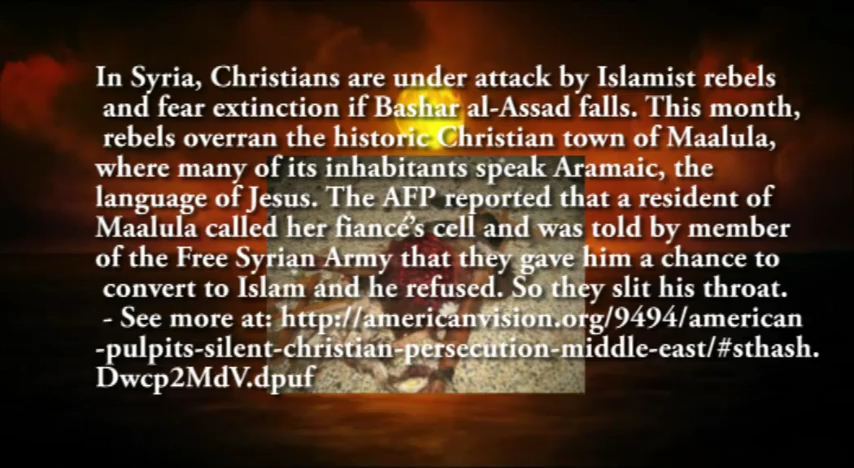 In Syria, Christians are under attack by Islamist rebels
and fear extinction if Bashar al-Assad falls. This month,
rebels overran the historic Christian town of Maalula,
where many of its inhabitants speak Aramaic, the
language of Jesus. The AFP reported that a resident of
Maalula called her fiancé's cell and was told by member
of the Free Syrian Army that they gave him a chance to
convert to Islam and he refused. So they slit his throat.
- See more at: http://americanvision.org/9494/american
-pulpits-silent-christian-persecution-middle-east/#sthash.
Dwcp2MdV.dpuf